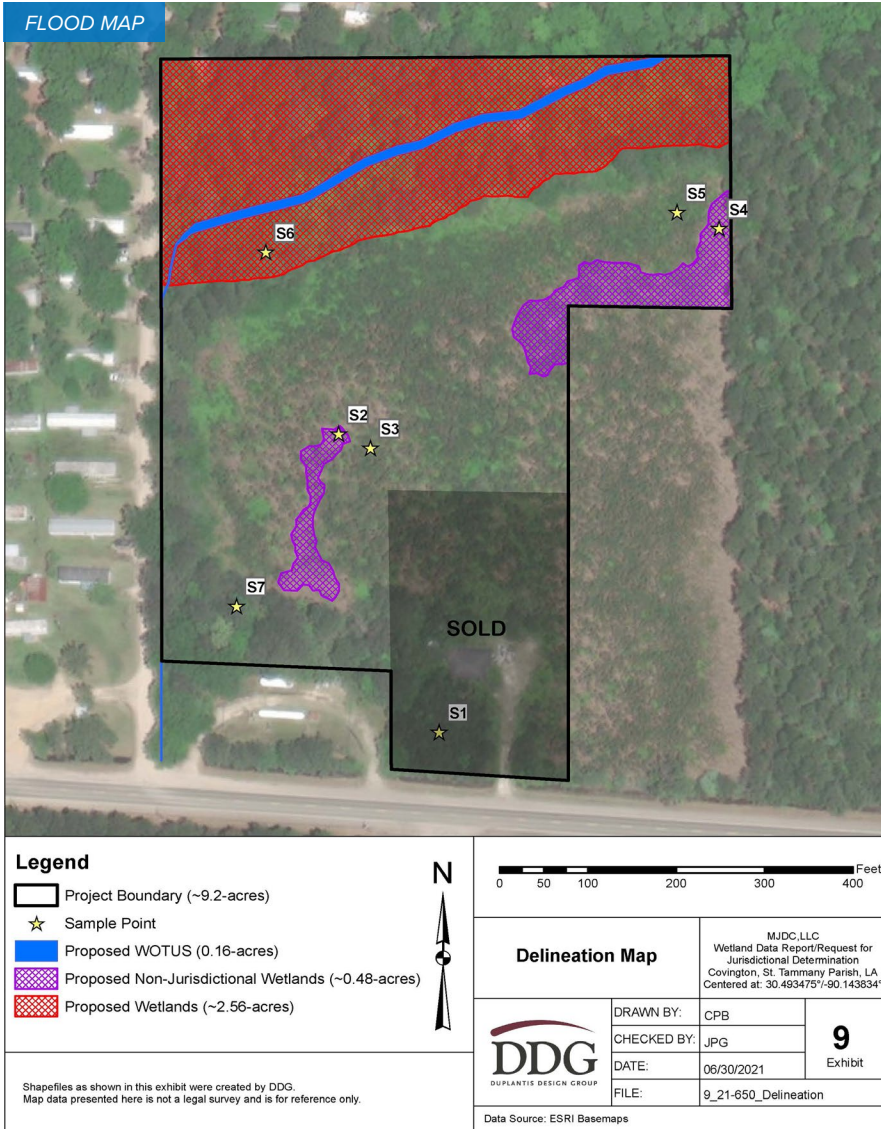 FLOOD MAP
S5
S4
S6
S2
S3
S7
SOLD
S1
Legend
Project Boundary (~9.2-acres)
Sample Point
Proposed WOTUS (0.16-acres)
Proposed Non-Jurisdictional Wetlands (~0.48-acres)
Proposed Wetlands (~2.56-acres)
N
Shapefiles as shown in this exhibit were created by DDG.
Map data presented here is not a legal survey and is for reference only.
Feet
0 50 100 200 300 400
Delineation Map
MJDC,LLC
Wetland Data Report/Request for
Jurisdictional Determination
Covington, St. Tammany Parish, LA
Centered at: 30.493475°/-90.143834°
DDG
DUPLANTIS DESIGN GROUP
DRAWN BY: CPB
CHECKED BY: JPG
DATE: 06/30/2021
FILE: 9_21-650_Delineation
9
Exhibit
Data Source: ESRI Basemaps